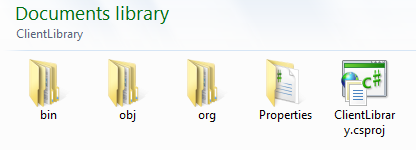 Documents library
ClientLibrary
bin
obj
org
Properties
ClientLibrar
y.csproj
C#